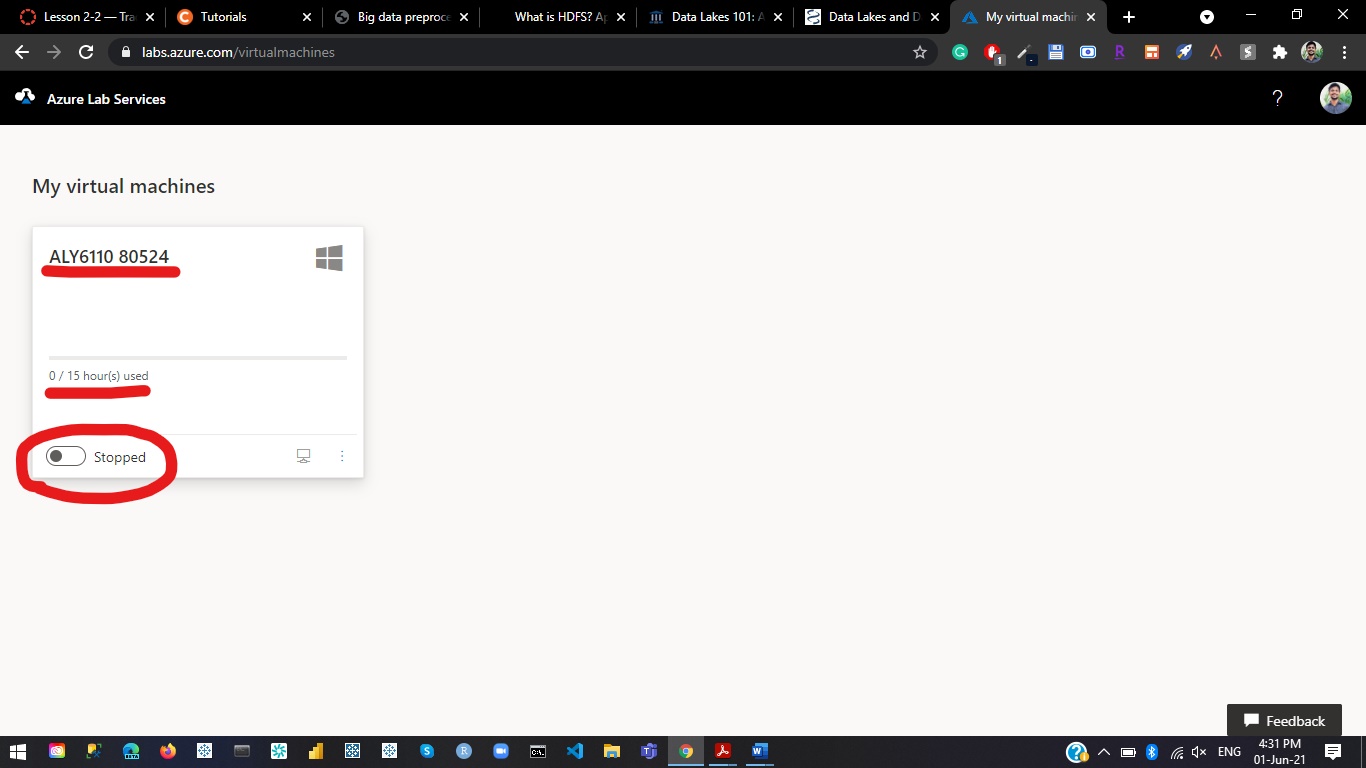 Lesson 2-2 — Tra
Tutorials
Big data preproce
What is HDFS? Ap
Data Lakes 101: A
Data Lakes and D
My virtual machin
labs.azure.com/virtualmachines
1
Azure Lab Services
?
My virtual machines
ALY6110 80524
0 / 15 hour(s) used
Stopped
Feedback
ENG
4:31 PM
01-Jun-21